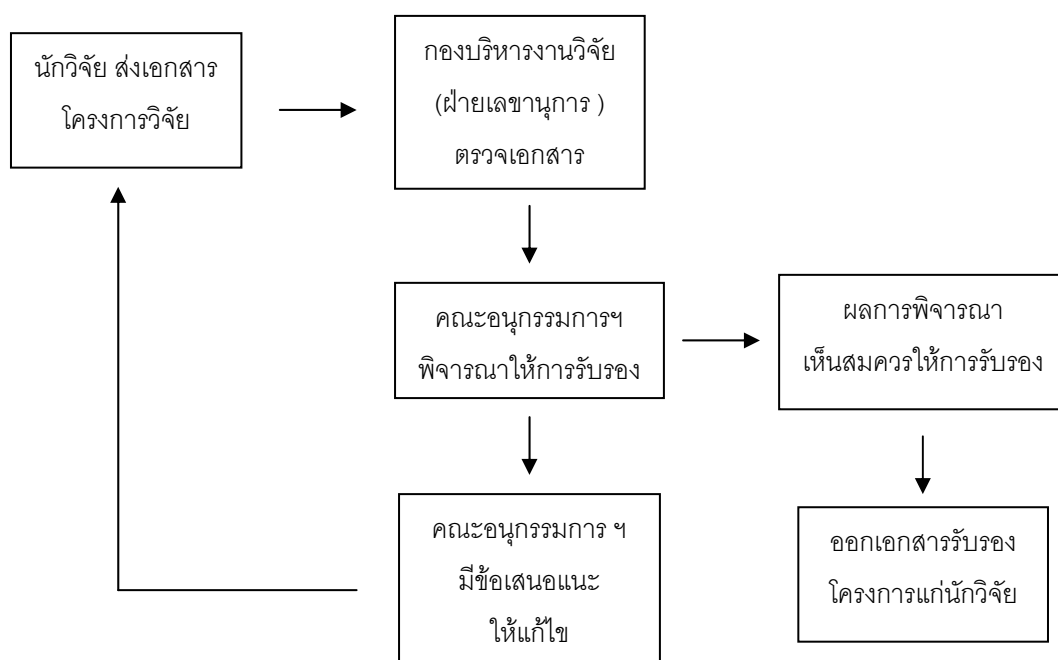 นักวิจัย ส่งเอกสาร
โครงการวิจัย
กองบริหารงานวิจัย
(ฝ่ายเลขานุการ )
ตรวจเอกสาร
คณะอนุกรรมการฯ
พิจารณาให้การรับรอง
ผลการพิจารณา
เห็นสมควรให้การรับรอง
คณะอนุกรรมการ ฯ
มีข้อเสนอแนะ
ให้แก้ไข
ออกเอกสารรับรอง
โครงการแก่นักวิจัย